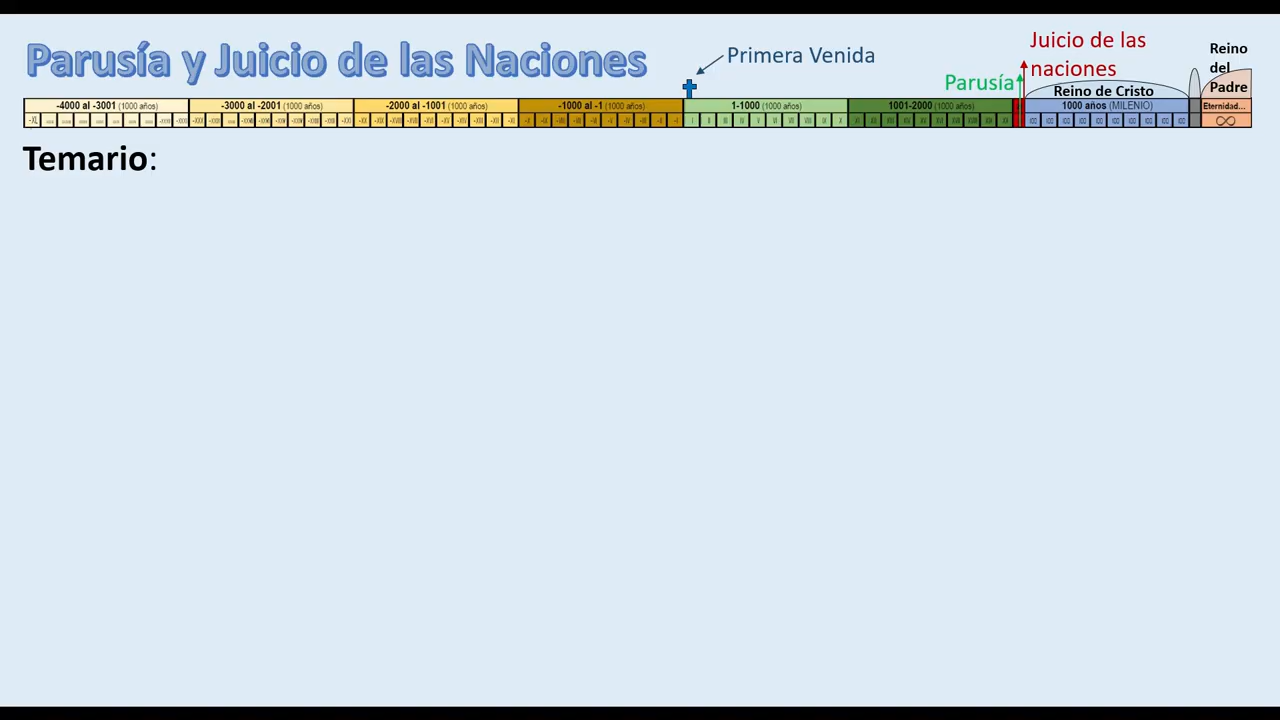 Parusía y Juicio de las Naciones
Primera Venida
Parusía
Juicio de las
naciones
Reino de Cristo
Reino
del
Padre
-4000 al -3001 (1000 años)
-3000 al -2001 (1000 años)
-2000 al -1001 (1000 años)
-1000 al -1 (1000 años)
1-1000 (1000 años)
1001-2000 (1000 años)
1000 años (MILENIO)
Eternidad...
∞
Temario: